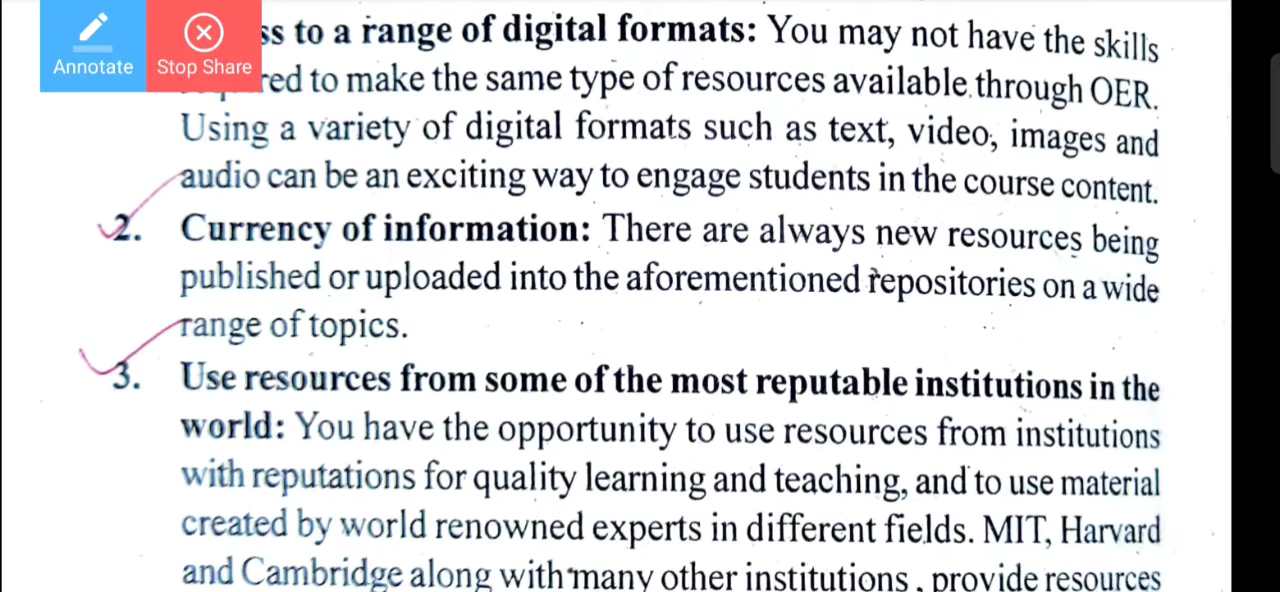 Annotate
Stop Share
ss to a range of digital formats: You may not have the skills
red to make the same type of resources available through OER.
Using a variety of digital formats such as text, video, images and
audio can be an exciting way to engage students in the course content.
2. Currency of information: There are always new resources being
published or uploaded into the aforementioned repositories on a wide
range of topics.
3. Use resources from some of the most reputable institutions in the
world: You have the opportunity to use resources from institutions
with reputations for quality learning and teaching, and to use material
created by world renowned experts in different fields. MIT, Harvard
and Cambridge along with many other institutions, provide resources